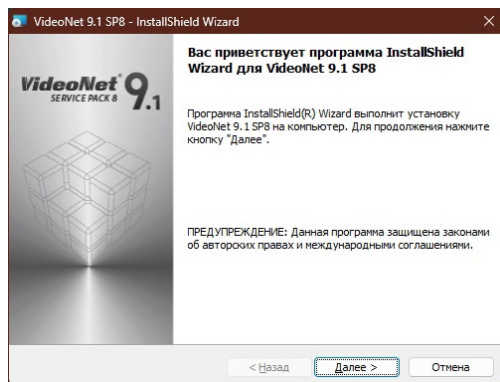 VideoNet 9.1 SP8 - InstallShield Wizard
VideoNet 9.1
SERVICE PACK 8
Вас приветствует программа InstallShield
Wizard для VideoNet 9.1 SP8
Программа InstallShield(R) Wizard выполнит установку
VideoNet 9.1 SP8 на компьютер. Для продолжения нажмите
кнопку "Далее".
ПРЕДУПРЕЖДЕНИЕ: Данная программа защищена законами
об авторских правах и международными соглашениями.
< Назад
Далее >
Отмена